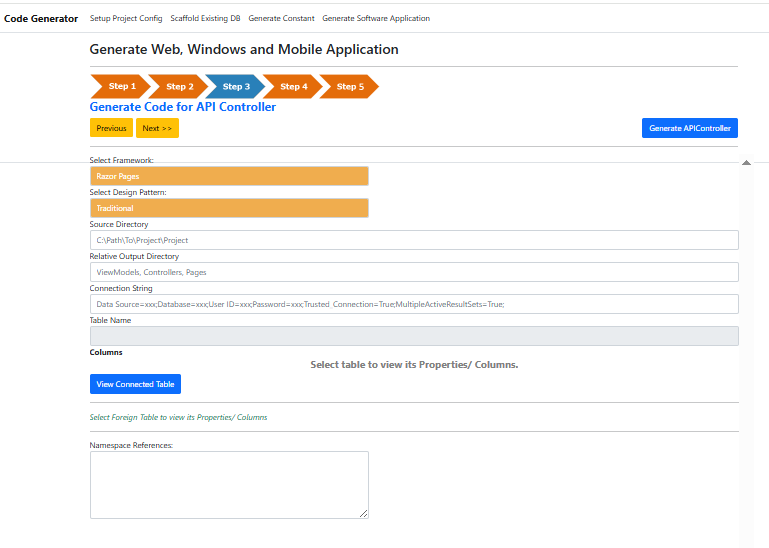 Code Generator Setup Project Config Scaffold Existing DB Generate Constant Generate Software Application
Generate Web, Windows and Mobile Application
Step 1 Step 2 Step 3 Step 4 Step 5
Generate Code for API Controller
Previous Next >> Generate APIController
Select Framework:
Razor Pages
Select Design Pattern:
Traditional
Source Directory
C:\Path\To\Project\Project
Relative Output Directory
ViewModels, Controllers, Pages
Connection String
Data Source=xxx;Database=xxx;User ID=xxx;Password=xxx;Trusted_Connection=True;MultipleActiveResultSets=True;
Table Name
Columns
Select table to view its Properties/ Columns.
View Connected Table
Select Foreign Table to view its Properties/ Columns
Namespace References: